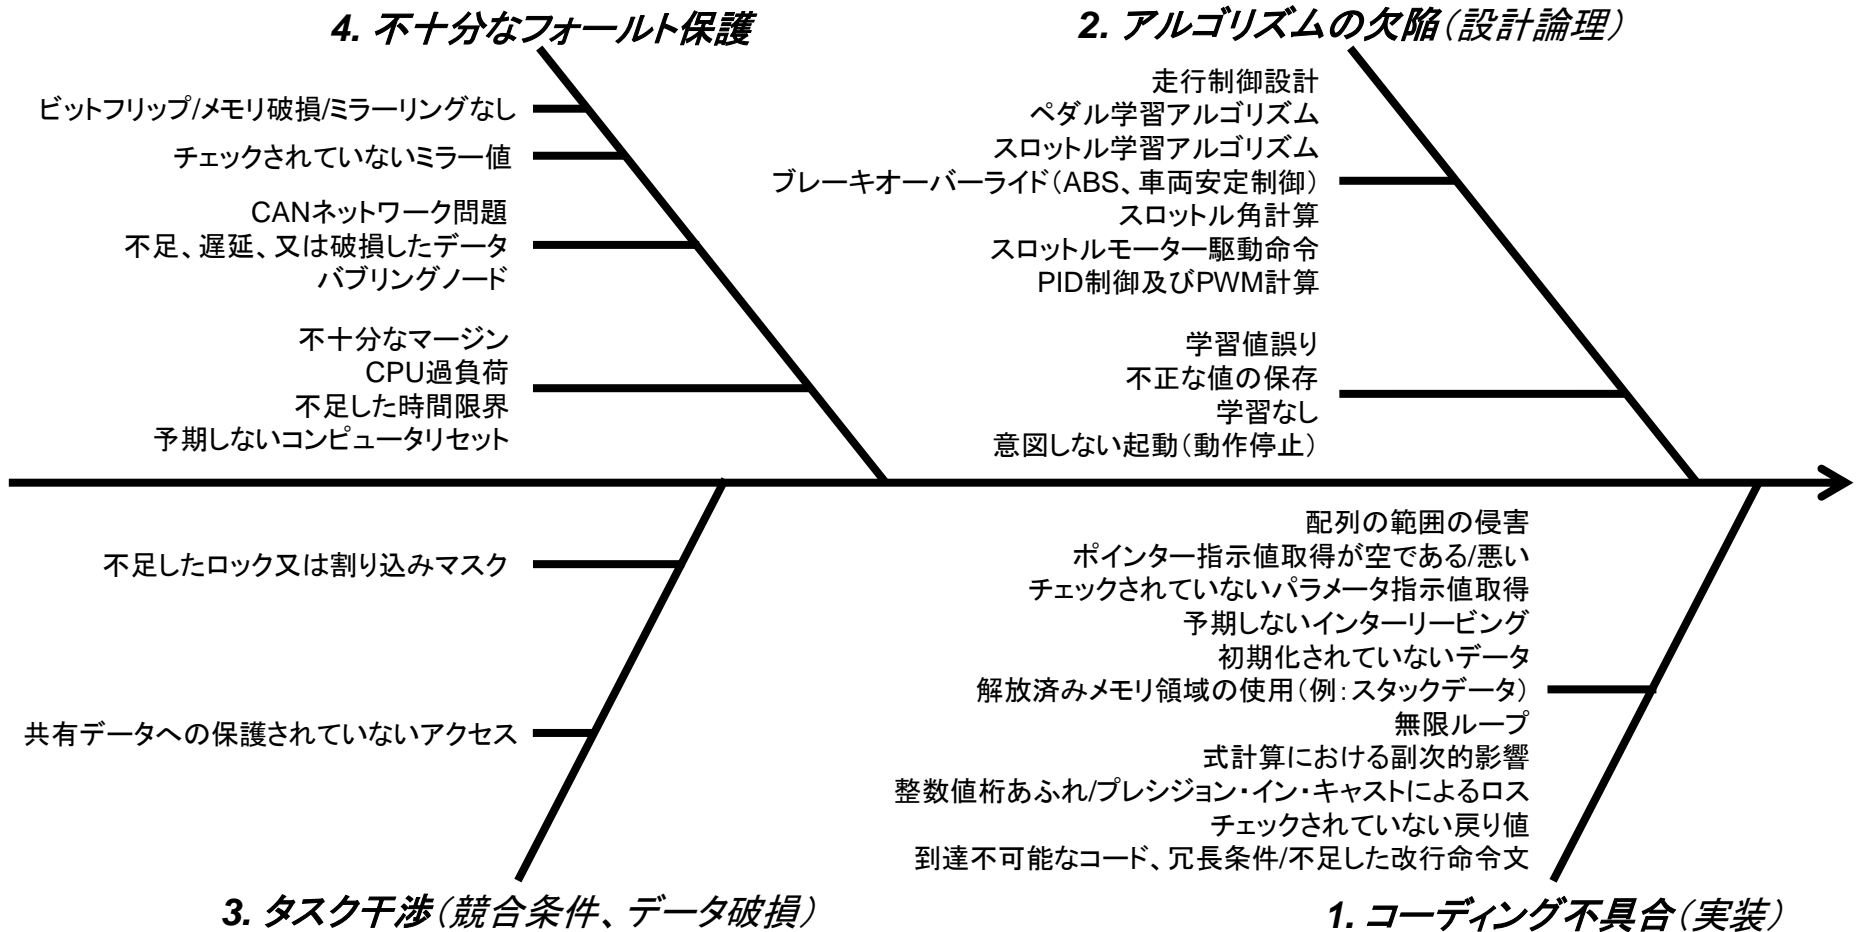 4. 不十分なフォールト保護
ビットフリップ/メモリ破損/ミラーリングなし
チェックされていないミラー値
CANネットワーク問題
不足、遅延、又は破損したデータ
バブリングノード
不十分なマージン
CPU過負荷
不足した時間限界
予期しないコンピュータリセット
2. アルゴリズムの欠陥（設計論理）
走行制御設計
ペダル学習アルゴリズム
スロットル学習アルゴリズム
ブレーキオーバーライド（ABS、車両安定制御）
スロットル角計算
スロットルモーター駆動命令
PID制御及びPWM計算
学習値誤り
不正な値の保存
学習なし
意図しない起動（動作停止）
不足したロック又は割り込みマスク
共有データへの保護されていないアクセス
3. タスク干渉（競合条件、データ破損）
配列の範囲の侵害
ポインター指示値取得が空である/悪い
チェックされていないパラメータ指示値取得
予期しないインターリービング
初期化されていないデータ
解放済みメモリ領域の使用（例：スタックデータ）
無限ループ
式計算における副次的影響
整数値桁あふれ/プレシジョン・イン・キャストによるロス
チェックされていない戻り値
到達不可能なコード、冗長条件/不足した改行命令文
1. コーディング不具合（実装）